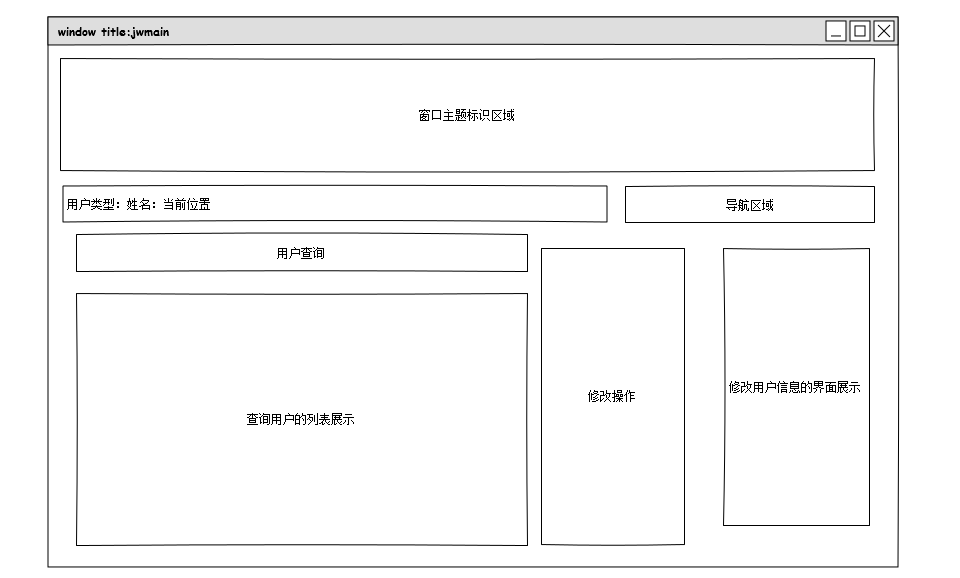 window title:jwmain
窗口主题标识区域
用户类型：姓名：当前位置
导航区域
用户查询
查询用户的列表展示
修改操作
修改用户信息的界面展示